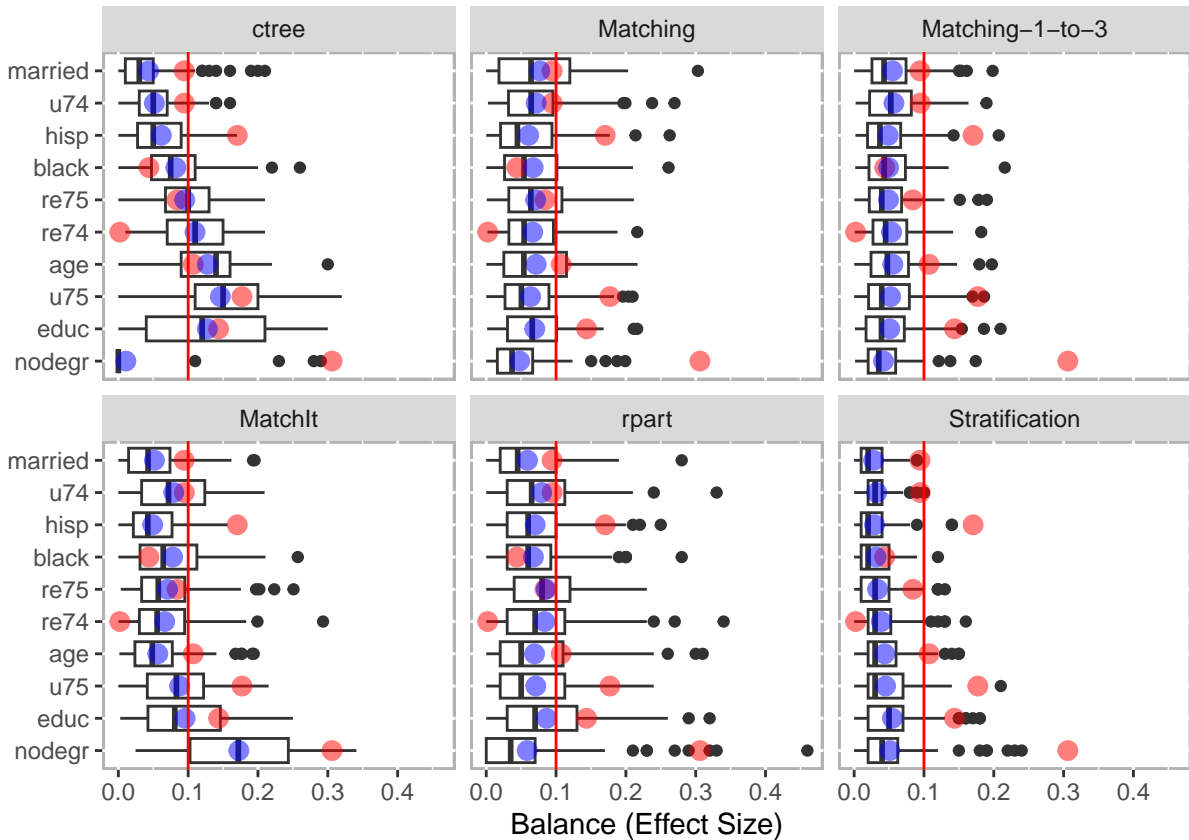 ctree Matching Matching−1−to−3
married
u74
hisp
black
re75
re74
age
u75
educ
nodegr
MatchIt rpart Stratification
married
u74
hisp
black
re75
re74
age
u75
educ
nodegr
0.0 0.1 0.2 0.3 0.4 0.0 0.1 0.2 0.3 0.4 0.0 0.1 0.2 0.3 0.4
Balance (Effect Size)